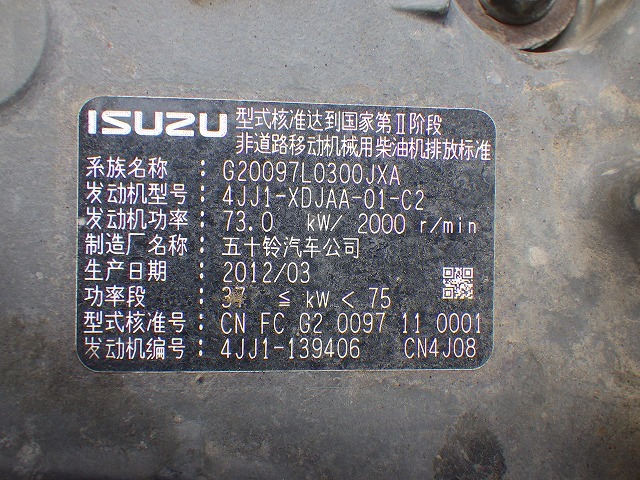 ISUZU 型式核准达到国家第Ⅱ阶段
非道路移动机械用柴油机排放标准
系族名称 : G20097L0300JXA
发动机型号 : 4JJ1-XDJAA-01-C2
发动机功率 : 73.0 kW/ 2000 r/min
制造厂名称 : 五十铃汽车公司
生产日期 : 2012/03
功率段 : 37 ≦ kW < 75
型式核准号 : CN FC G2 0097 11 0001
发动机编号 : 4JJ1-139406 CN4J08